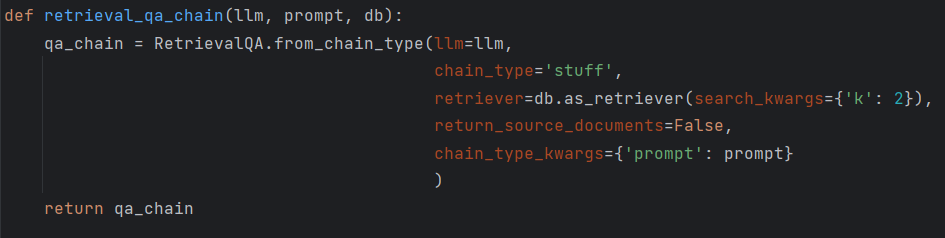 def retrieval_qa_chain(llm, prompt, db):
    qa_chain = RetrievalQA.from_chain_type(llm=llm,
                                           chain_type='stuff',
                                           retriever=db.as_retriever(search_kwargs={'k': 2}),
                                           return_source_documents=False,
                                           chain_type_kwargs={'prompt': prompt}
                                           )
    return qa_chain